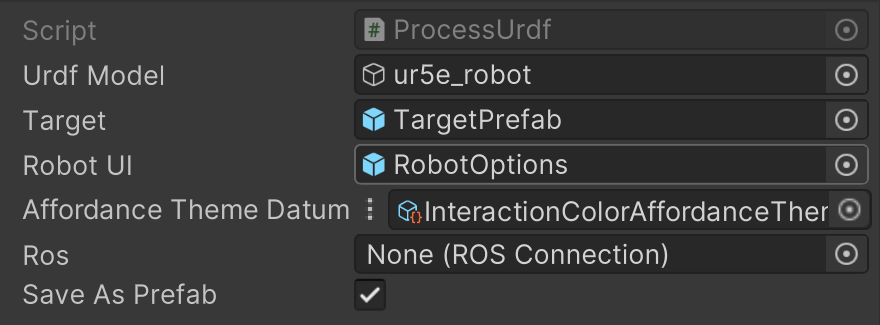 Script ProcessUrdf
Urdf Model ur5e_robot
Target TargetPrefab
Robot UI RobotOptions
Affordance Theme Datum InteractionColorAffordanceTher
Ros None (ROS Connection)
Save As Prefab